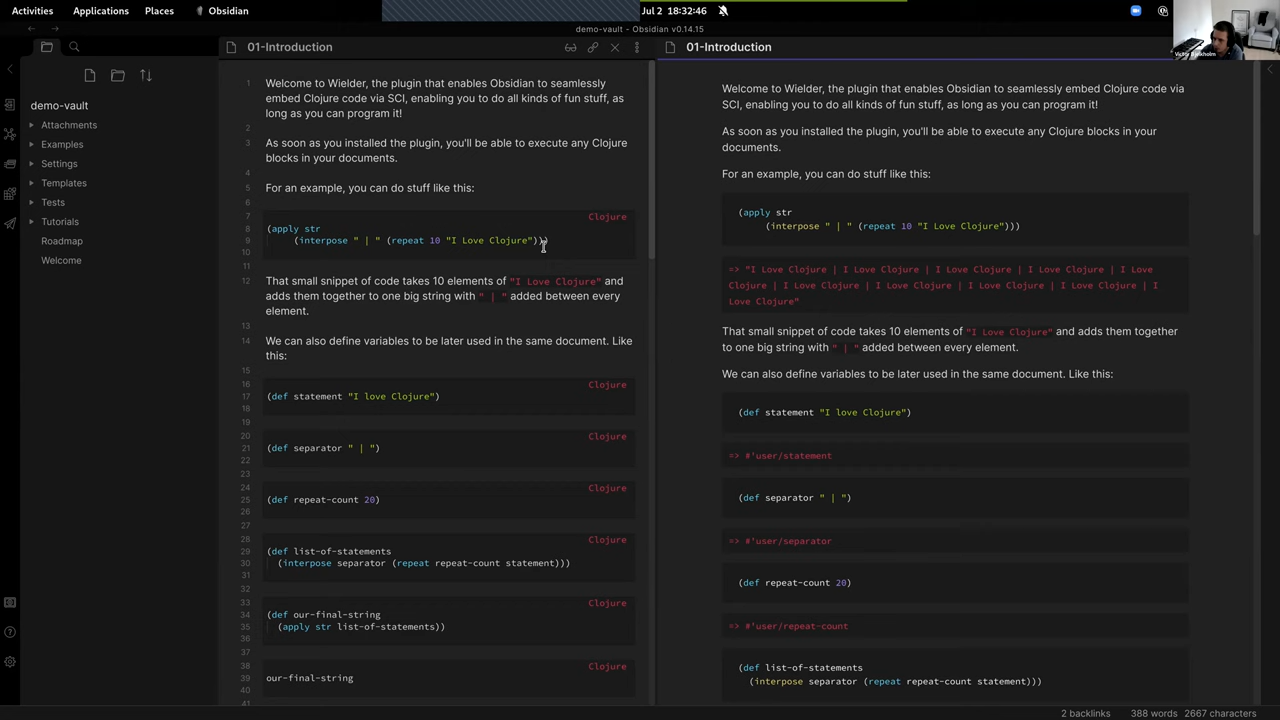 Activities Applications Places Obsidian Jul 2 18:32:46
demo-vault - Obsidian v0.14.15
demo-vault
Attachments
Examples
Settings
Templates
Tests
Tutorials
Roadmap
Welcome
01-Introduction
1 Welcome to Wielder, the plugin that enables Obsidian to seamlessly
embed Clojure code via SCI, enabling you to do all kinds of fun stuff, as
long as you can program it!
2
3 As soon as you installed the plugin, you'll be able to execute any Clojure
blocks in your documents.
4
5 For an example, you can do stuff like this:
6
7 Clojure
8 (apply str
9 (interpose " | " (repeat 10 "I Love Clojure")))
10
11
12 That small snippet of code takes 10 elements of "I Love Clojure" and
adds them together to one big string with " | " added between every
element.
13
14 We can also define variables to be later used in the same document. Like
this:
15
16 Clojure
17 (def statement "I love Clojure")
18
19
20 Clojure
21 (def separator " | ")
22
23
24 Clojure
25 (def repeat-count 20)
26
27
28 Clojure
29 (def list-of-statements
30 (interpose separator (repeat repeat-count statement)))
31
32
33 Clojure
34 (def our-final-string
35 (apply str list-of-statements))
36
37
38 Clojure
39 our-final-string
40
41
01-Introduction
Welcome to Wielder, the plugin that enables Obsidian to seamlessly embed Clojure code via
SCI, enabling you to do all kinds of fun stuff, as long as you can program it!
As soon as you installed the plugin, you'll be able to execute any Clojure blocks in your
documents.
For an example, you can do stuff like this:
(apply str
(interpose " | " (repeat 10 "I Love Clojure")))
=> "I Love Clojure | I Love Clojure | I Love Clojure | I Love Clojure | I Love
Clojure | I Love Clojure | I Love Clojure | I Love Clojure | I Love Clojure | I
Love Clojure"
That small snippet of code takes 10 elements of "I Love Clojure" and adds them together
to one big string with " | " added between every element.
We can also define variables to be later used in the same document. Like this:
(def statement "I love Clojure")
=> #'user/statement
(def separator " | ")
=> #'user/separator
(def repeat-count 20)
=> #'user/repeat-count
(def list-of-statements
(interpose separator (repeat repeat-count statement)))
2 backlinks 388 words 2667 characters